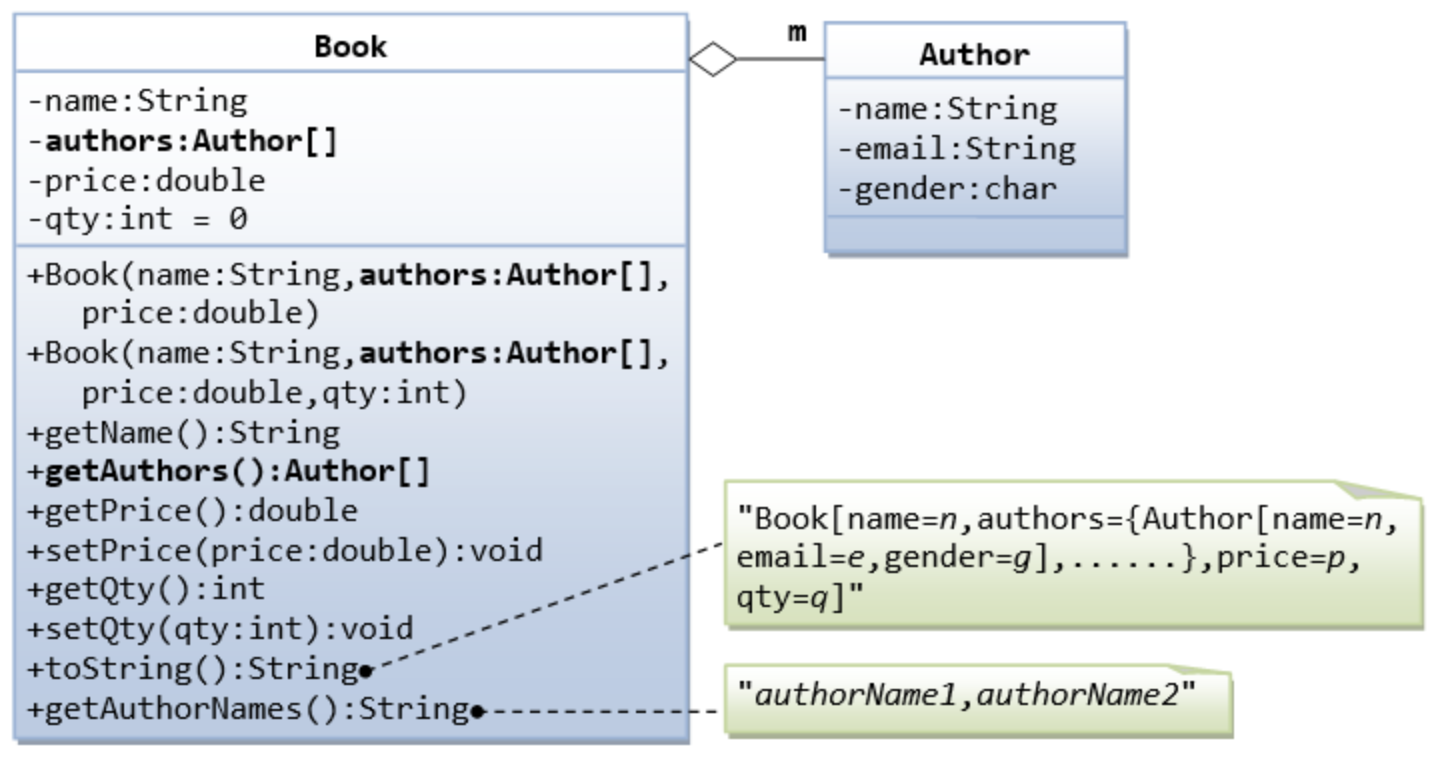 Book
-name:String
-authors:Author[]
-price:double
-qty:int = 0
+Book(name:String,authors:Author[],
price:double)
+Book(name:String,authors:Author[],
price:double,qty:int)
+getName():String
+getAuthors():Author[]
+getPrice():double
+setPrice(price:double):void
+getQty():int
+setQty(qty:int):void
+toString():String
+getAuthorNames():String
m
Author
-name:String
-email:String
-gender:char
"Book[name=n,authors={Author[name=n,
email=e,gender=g],......},price=p,
qty=q]"
"authorName1,authorName2"